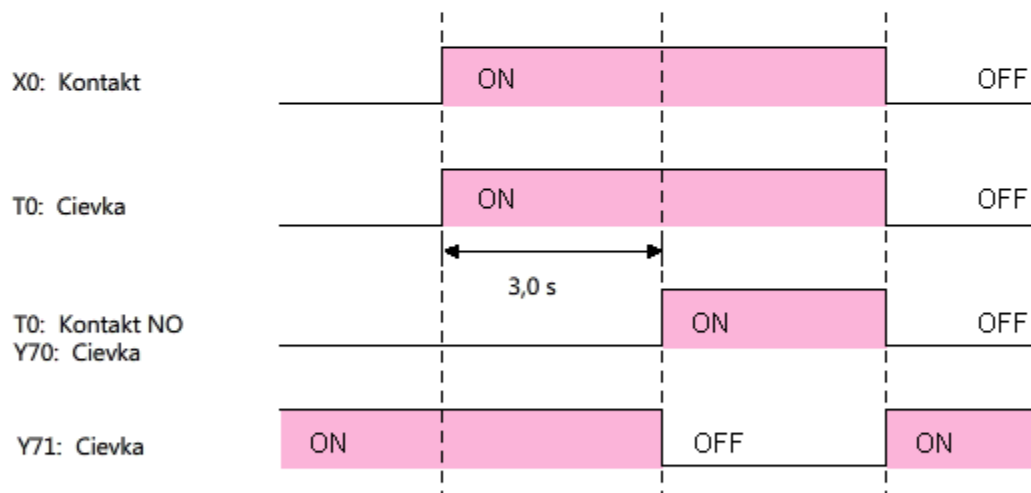 X0: Kontakt
ON
OFF
T0: Cievka
ON
OFF
3,0 s
T0: Kontakt NO
Y70: Cievka
ON
OFF
Y71: Cievka
ON
OFF
ON